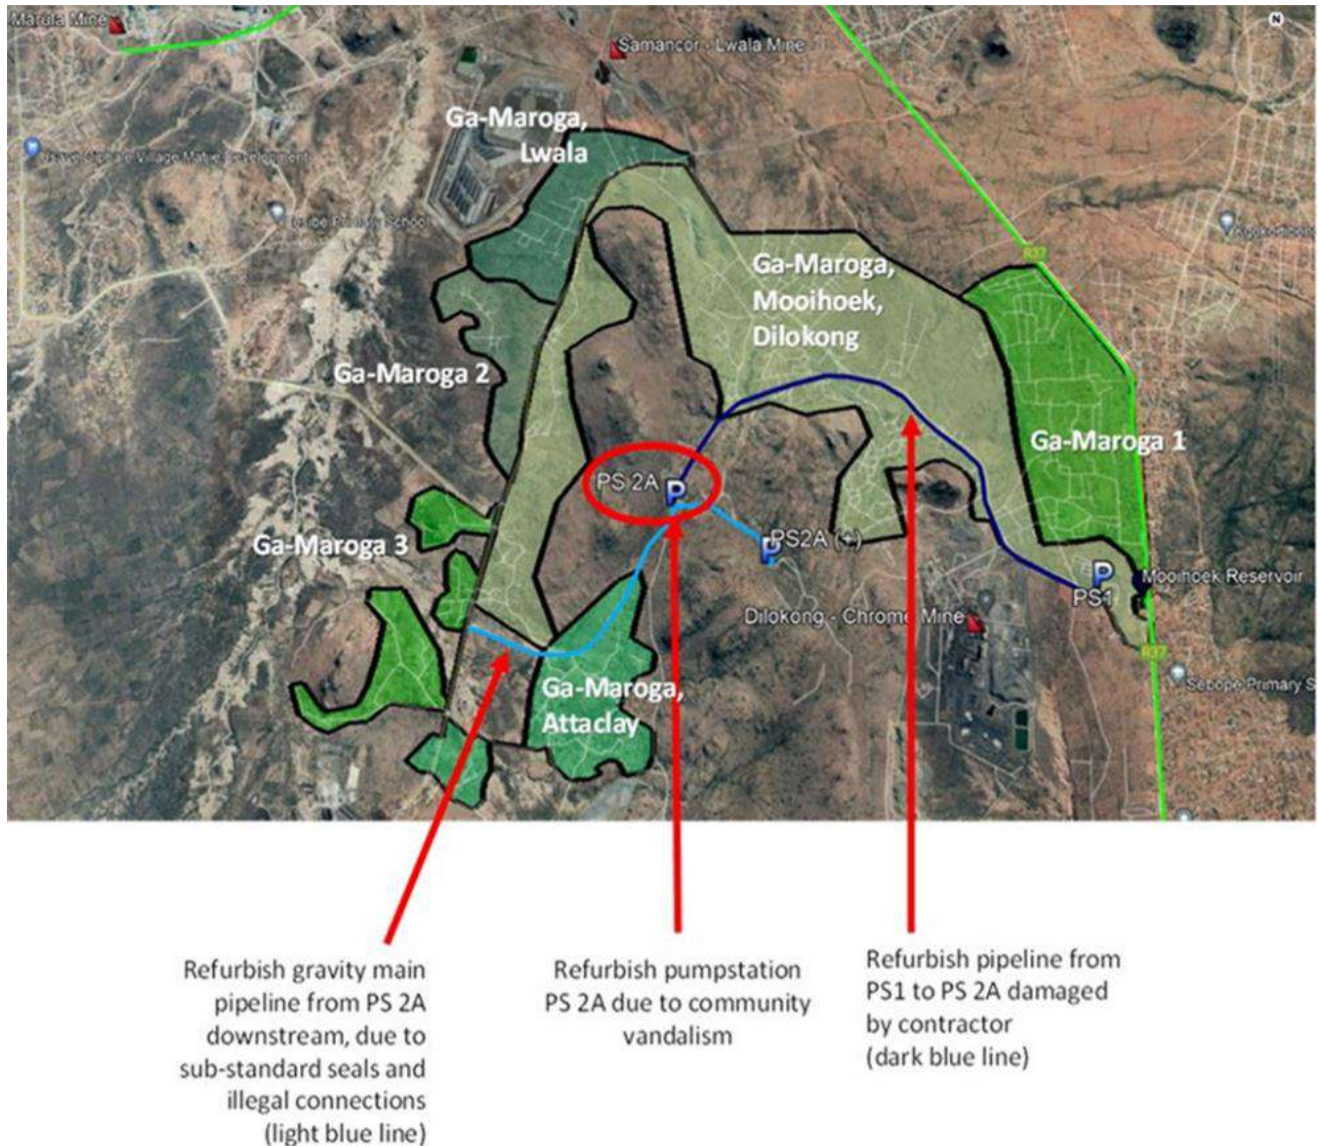 Marula Mine
N
Samancor - Lwala Mine
Ga-Maroga,
Lwala
R37
Ga-Maroga,
Mooihoek,
Dilokong
Ga-Maroga 2
Ga-Maroga 1
PS 2A
P
Ga-Maroga 3
PS2A (+)
P
P
PS1
Mooihoek Reservoir
Dilokong - Chrome Mine
R37
Sebope Primary S
Ga-Maroga,
Attaclay
Refurbish gravity main
pipeline from PS 2A
downstream, due to
sub-standard seals and
illegal connections
(light blue line)
Refurbish pumpstation
PS 2A due to community
vandalism
Refurbish pipeline from
PS1 to PS 2A damaged
by contractor
(dark blue line)